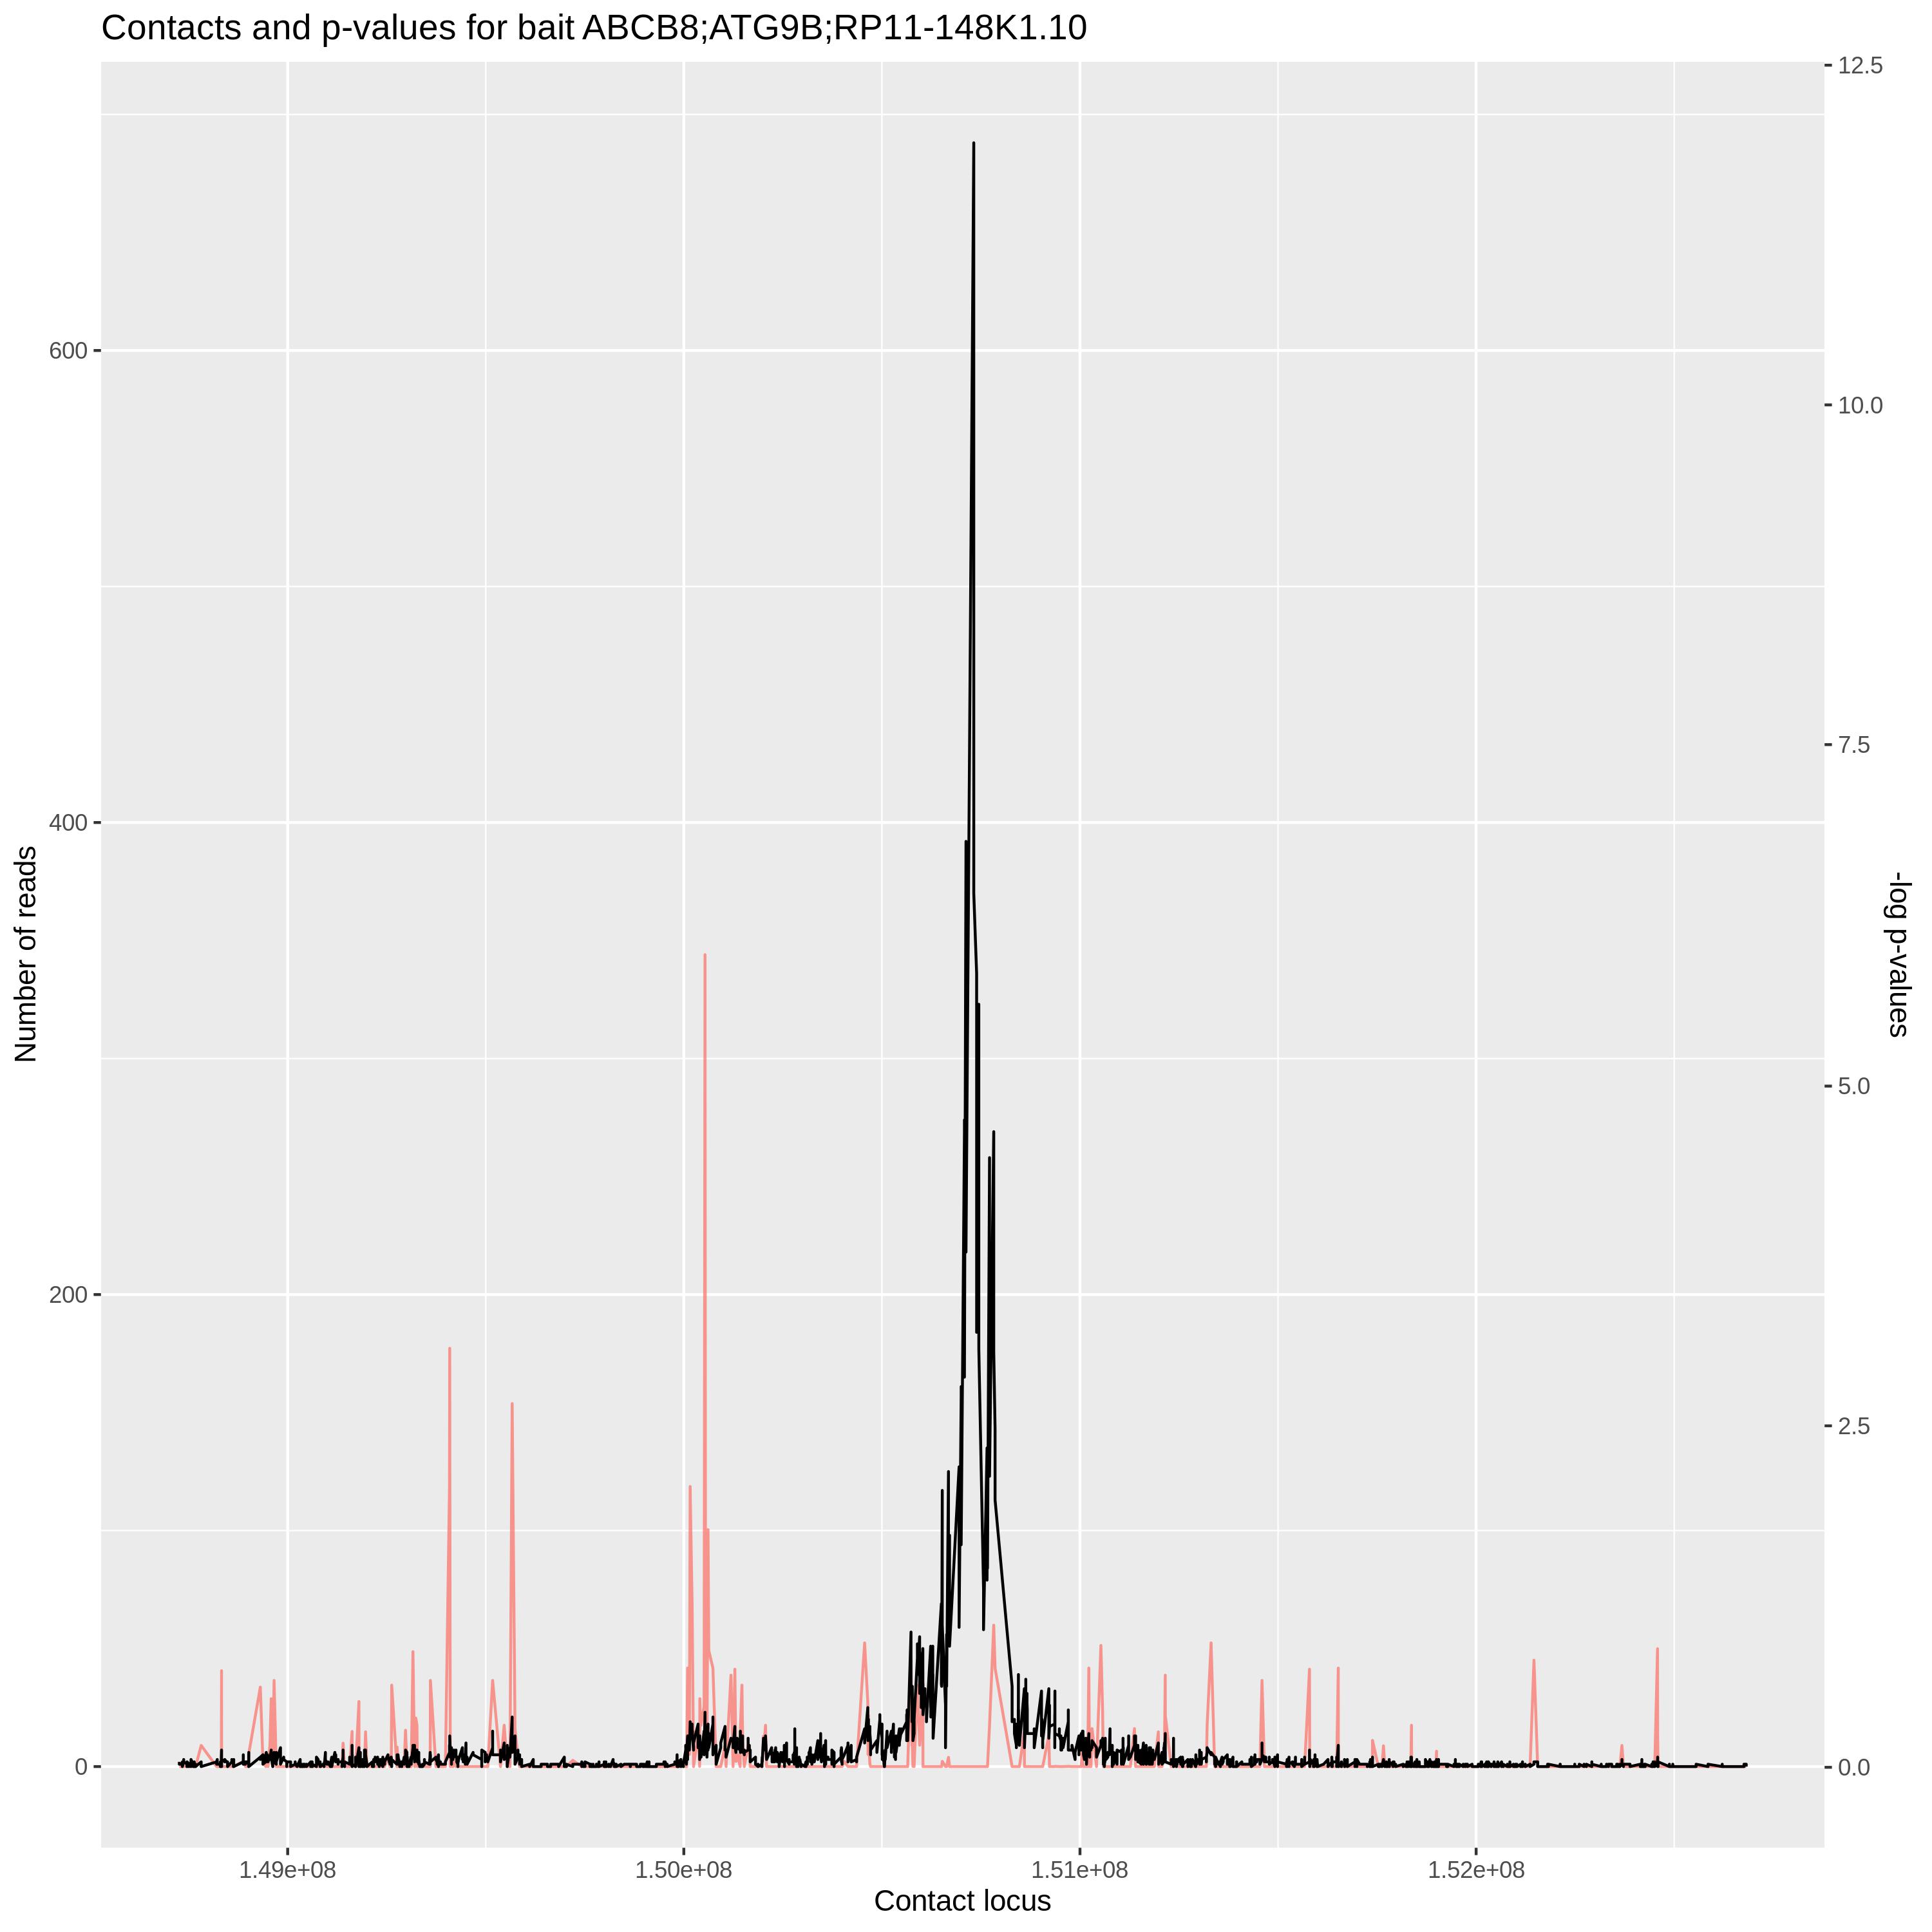 Contacts and p-values for bait ABCB8;ATG9B;RP11-148K1.10
12.5
10.0
7.5
5.0
2.5
0.0
600
400
200
0
Number of reads
-log p-values
1.49e+08
1.50e+08
1.51e+08
1.52e+08
Contact locus